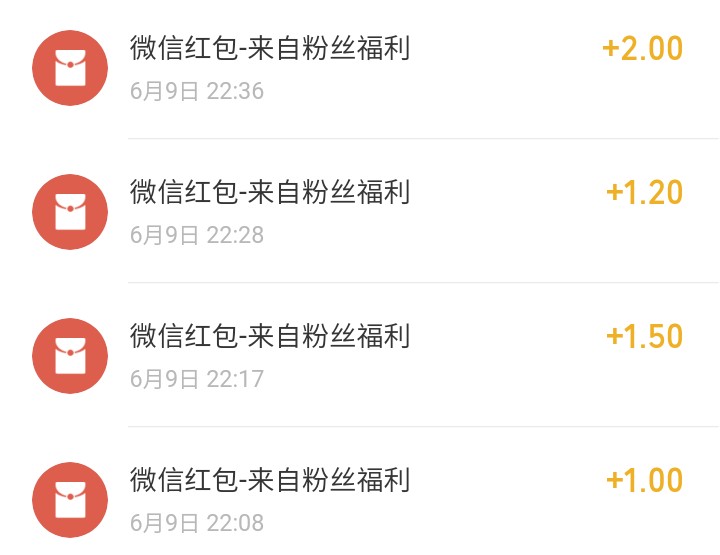 微信红包-来自粉丝福利 +2.00
6月9日 22:36
微信红包-来自粉丝福利 +1.20
6月9日 22:28
微信红包-来自粉丝福利 +1.50
6月9日 22:17
微信红包-来自粉丝福利 +1.00
6月9日 22:08